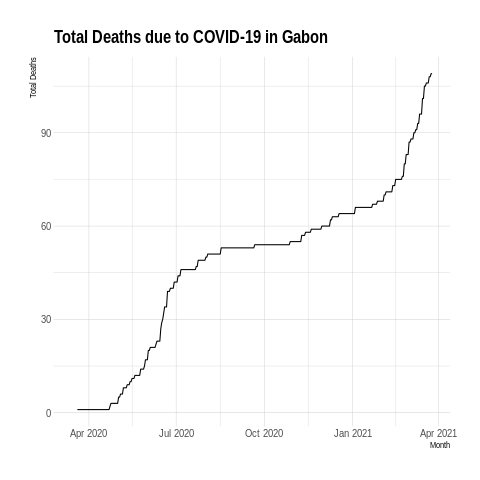 Total Deaths due to COVID-19 in Gabon
Total Deaths
90
60
30
0
Apr 2020 Jul 2020 Oct 2020 Jan 2021 Apr 2021
Month